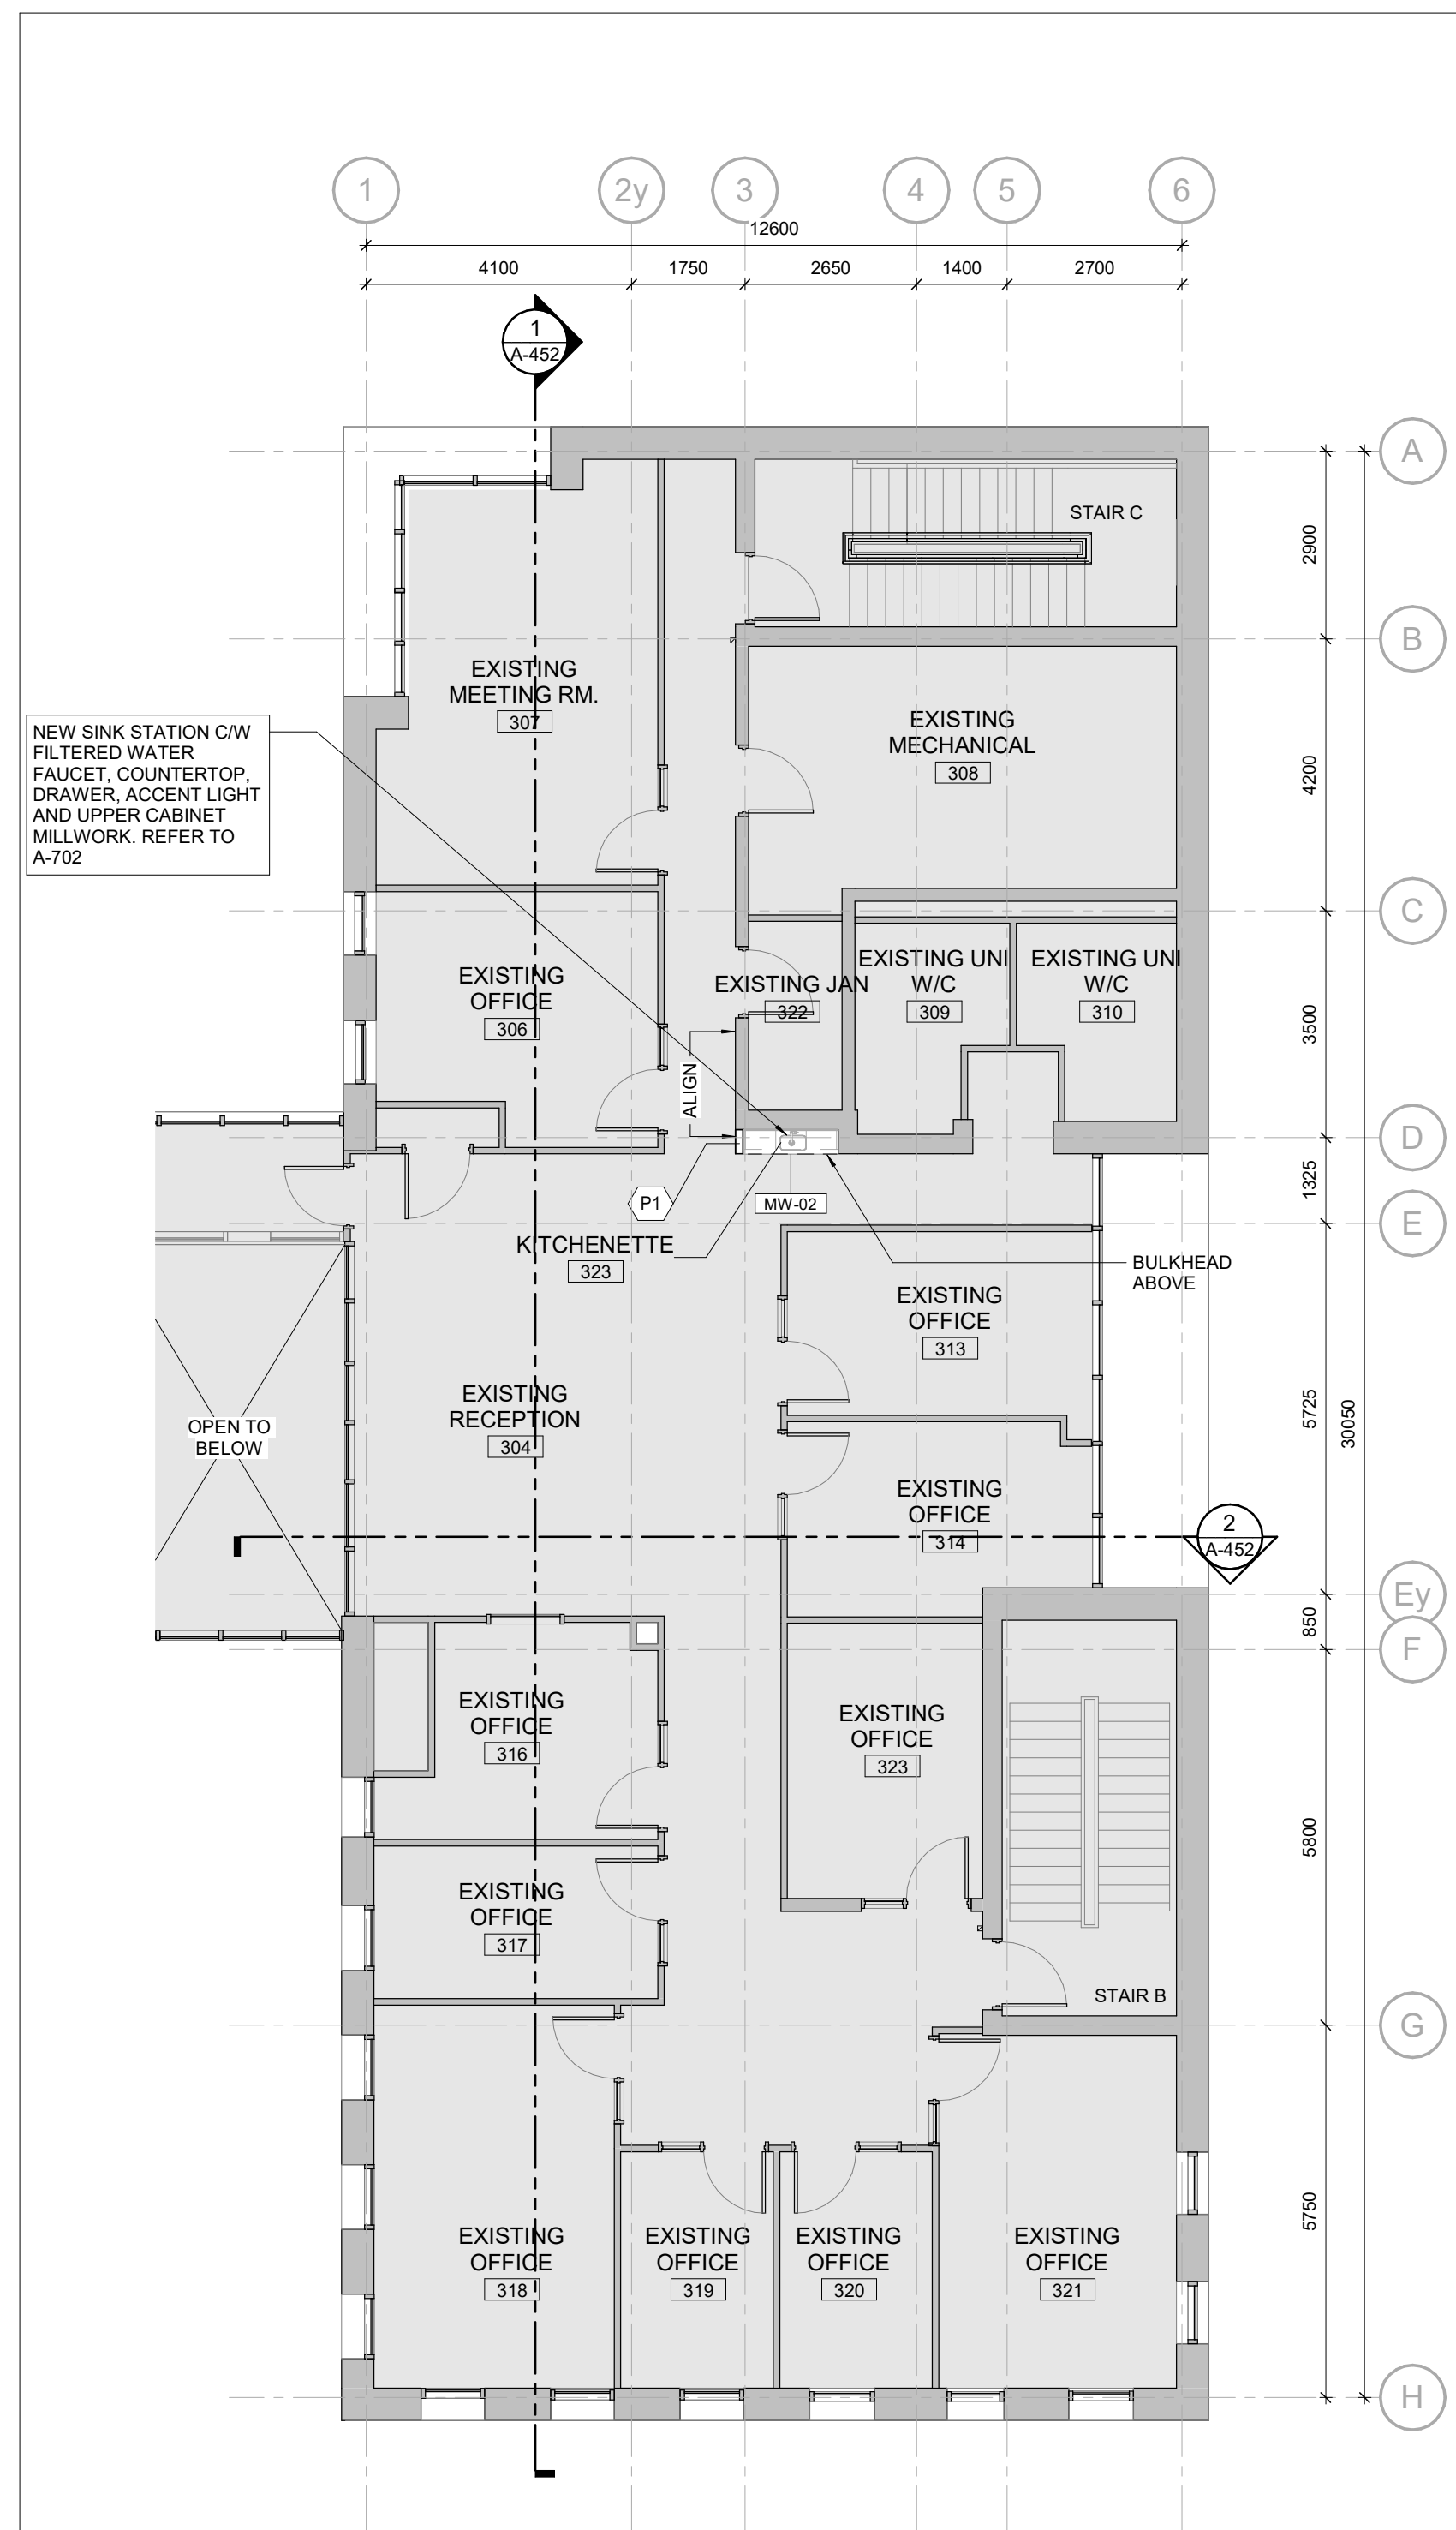 1
2y
3
4
5
6
12600
4100
1750
2650
1400
2700
1
A-452
A
STAIR C
2900
B
EXISTING
MEETING RM.
307
EXISTING
MECHANICAL
308
NEW SINK STATION C/W
FILTERED WATER
FAUCET, COUNTERTOP,
DRAWER, ACCENT LIGHT
AND UPPER CABINET
MILLWORK. REFER TO
A-702
4200
C
EXISTING
OFFICE
306
EXISTING JAN
322
EXISTING UNI
W/C
309
EXISTING UNI
W/C
310
3500
ALIGN
D
P1
MW-02
1325
E
KITCHENETTE
323
BULKHEAD
ABOVE
EXISTING
OFFICE
313
EXISTING
RECEPTION
304
OPEN TO
BELOW
5725
30050
EXISTING
OFFICE
314
2
A-452
Ey
850
F
EXISTING
OFFICE
316
EXISTING
OFFICE
323
5800
EXISTING
OFFICE
317
STAIR B
G
EXISTING
OFFICE
318
EXISTING
OFFICE
319
EXISTING
OFFICE
320
EXISTING
OFFICE
321
5750
H